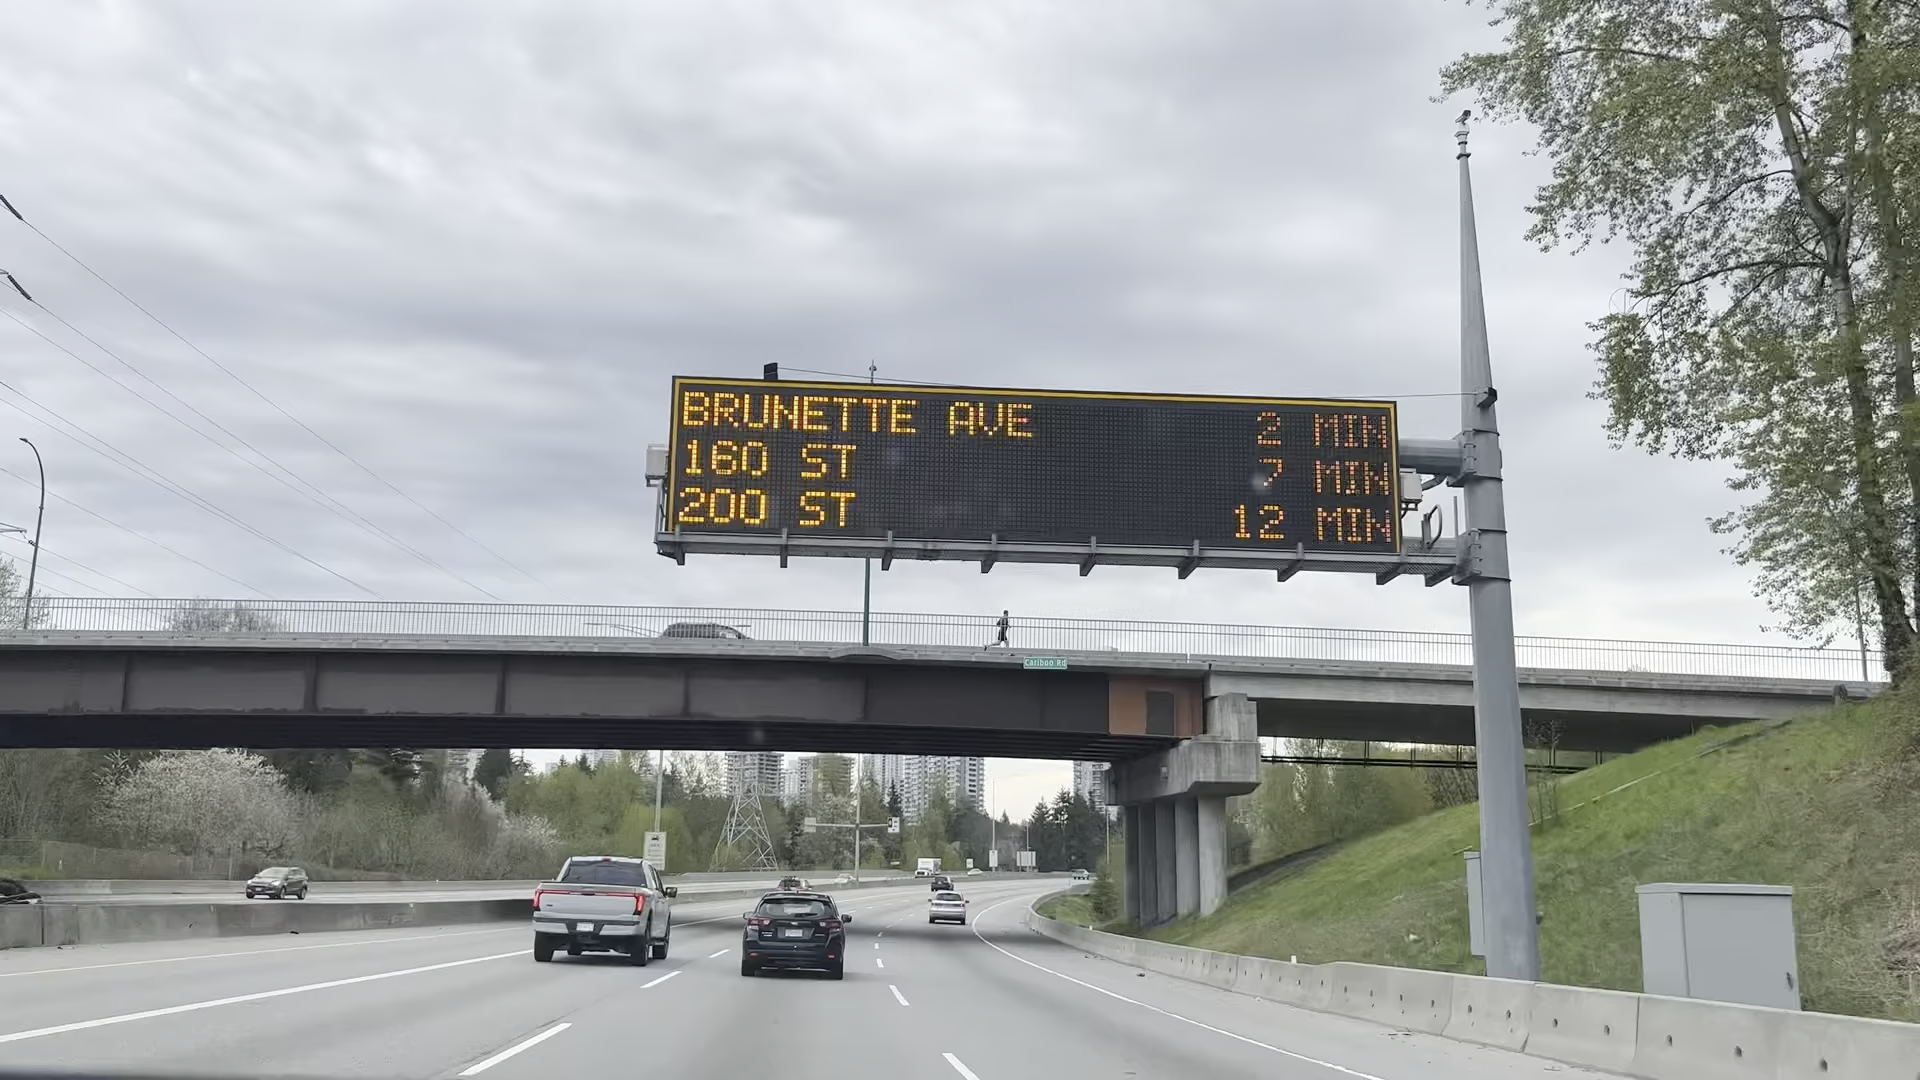 BRUNETTE AVE 2 MIN
160 ST 7 MIN
200 ST 12 MIN
Cariboo Rd